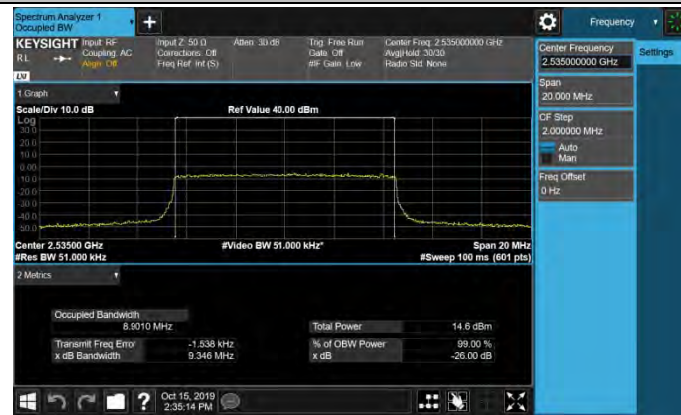 Spectrum Analyzer 1
Occupied BW
+
Frequency
KEYSIGHT
Input: RF
Input Z: 50 Ω
Atten: 30 dB
Trig: Free Run
Center Freq: 2.535000000 GHz
RL
Coupling: AC
Corrections: Off
Gate: Off
Avg|Hold: 30/30
Align: Off
Freq Ref: Int (S)
#IF Gain: Low
Radio Std: None
LXI
Center Frequency
2.535000000 GHz
Settings
Span
20.000 MHz
CF Step
2.000000 MHz
Auto
Man
Freq Offset
0 Hz
1 Graph
Scale/Div 10.0 dB
Ref Value 40.00 dBm
Log
30.0
20.0
10.0
0.00
-10.0
-20.0
-30.0
-40.0
-50.0
Center 2.53500 GHz
#Video BW 51.000 kHz*
Span 20 MHz
#Res BW 51.000 kHz
#Sweep 100 ms (601 pts)
2 Metrics
Occupied Bandwidth
8.9010 MHz
Total Power
14.6 dBm
Transmit Freq Error
-1.538 kHz
% of OBW Power
99.00 %
x dB Bandwidth
9.346 MHz
x dB
-26.00 dB
?
Oct 15, 2019
2:35:14 PM